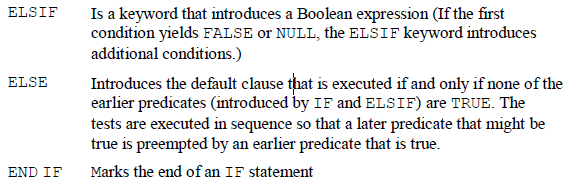 ELSIF Is a keyword that introduces a Boolean expression (If the first
condition yields FALSE or NULL, the ELSIF keyword introduces
additional conditions.)
ELSE Introduces the default clause that is executed if and only if none of the
earlier predicates (introduced by IF and ELSIF) are TRUE. The
tests are executed in sequence so that a later predicate that might be
true is preempted by an earlier predicate that is true.
END IF Marks the end of an IF statement